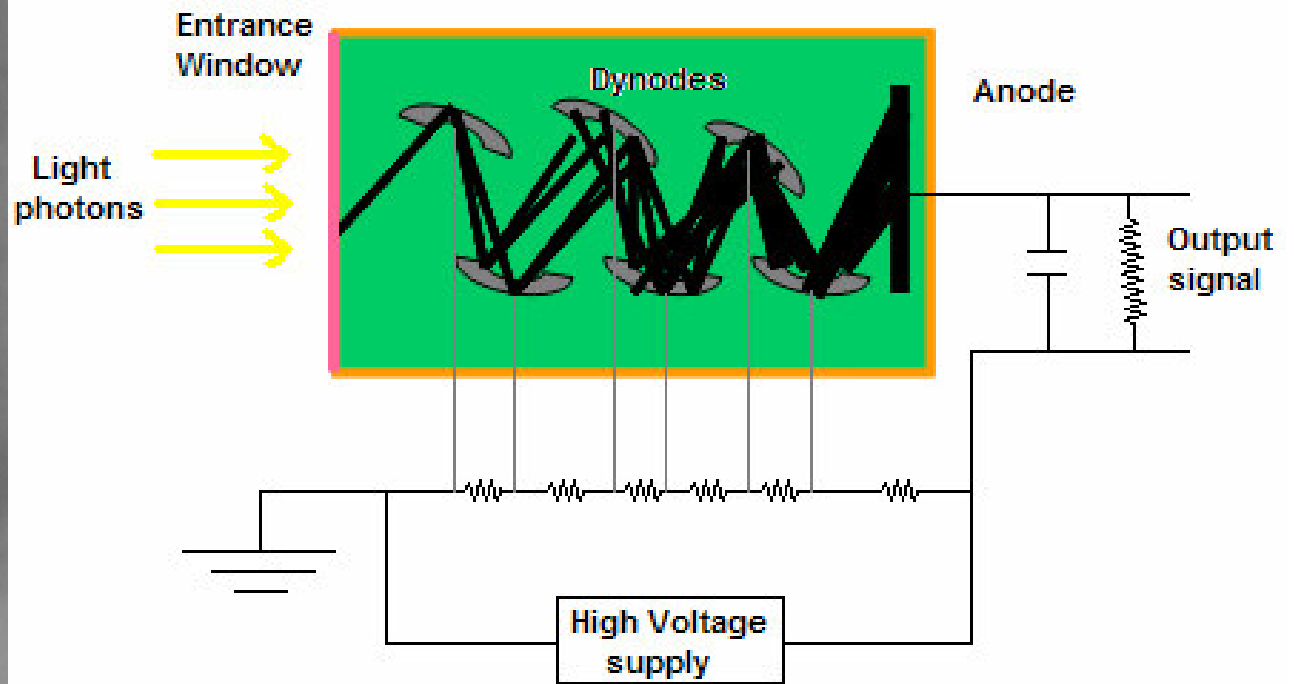 Entrance
Window
Dynodes
Anode
Light
photons
Output
signal
High Voltage
supply